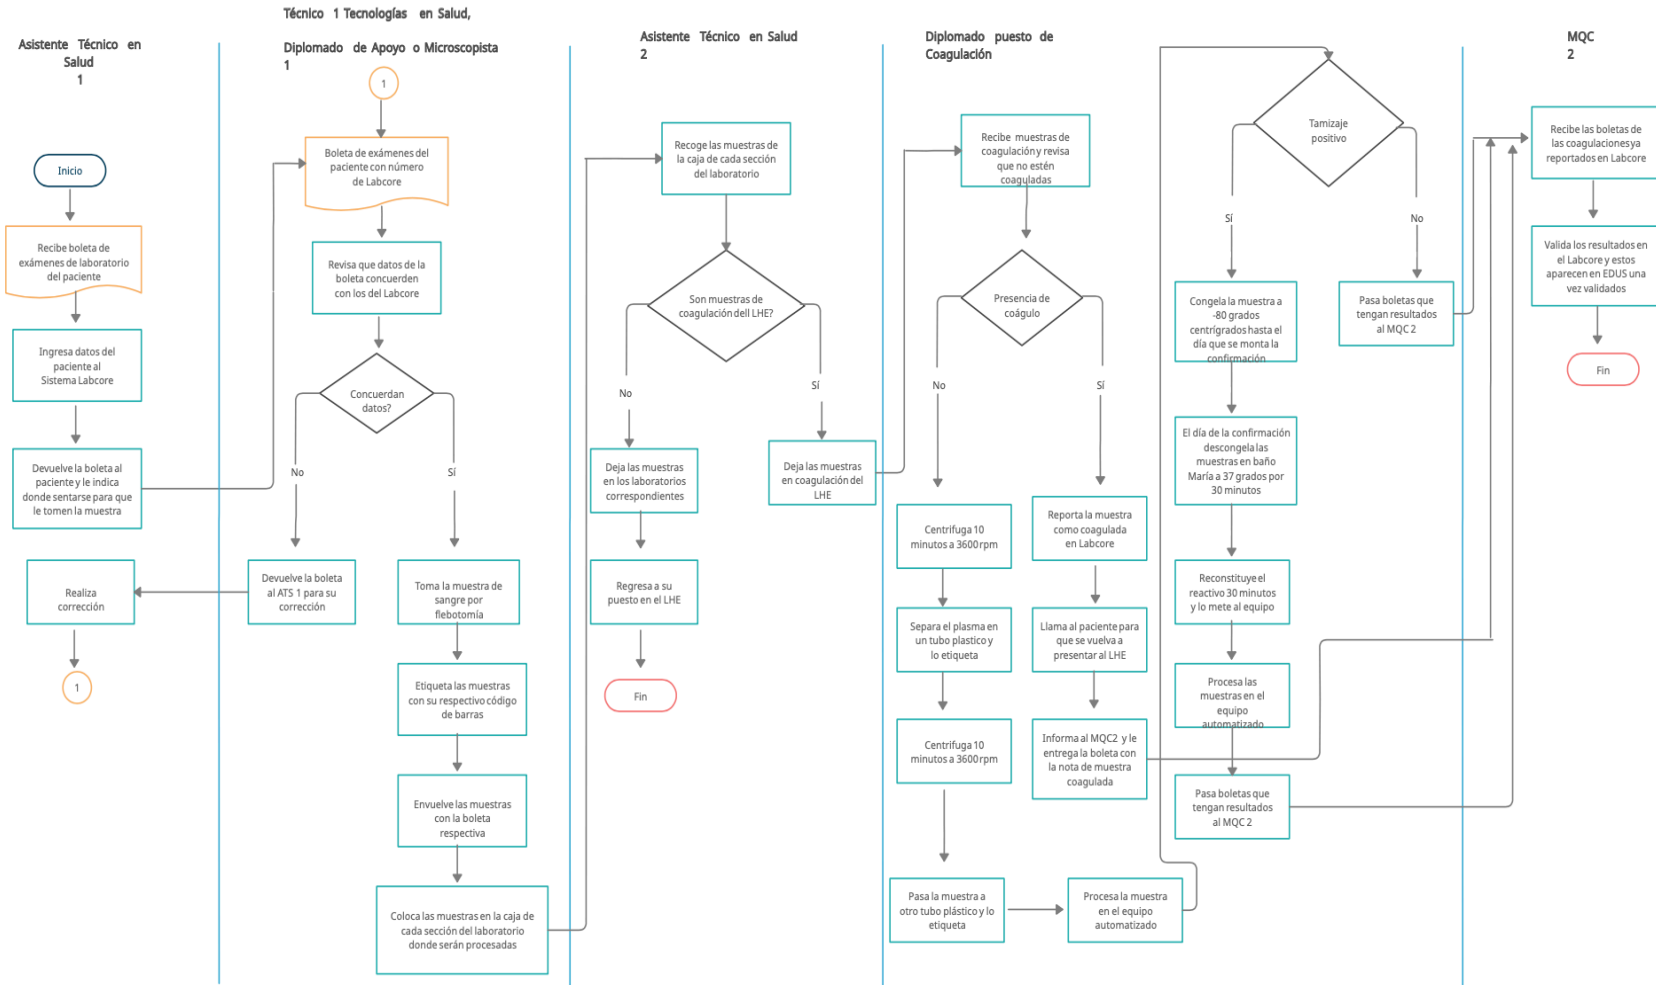 Asistente Técnico en
Salud
1
Inicio
Recibe boleta de
exámenes de laboratorio
del paciente
Ingresa datos del
paciente al
Sistema Labcore
Devuelve la boleta al
paciente y le indica
donde sentarse para que
le tomen la muestra
Realiza
corrección
1
Técnico 1 Tecnologías en Salud,
Diplomado de Apoyo o Microscopista
1
1
Boleta de exámenes del
paciente con número
de Labcore
Revisa que datos de la
boleta concuerden
con los del Labcore
Concuerdan
datos?
No
Sí
Devuelve la boleta
al ATS 1 para su
corrección
Toma la muestra de
sangre por
flebotomía
Etiqueta las muestras
con su respectivo código
de barras
Envuelve las muestras
con la boleta
respectiva
Coloca las muestras en la caja de
cada sección del laboratorio
donde serán procesadas
Asistente Técnico en Salud
2
Recoge las muestras de
la caja de cada sección
del laboratorio
Son muestras de
coagulación dell LHE?
No
Sí
Deja las muestras
en los laboratorios
correspondientes
Deja las muestras
en coagulación del
LHE
Regresa a su
puesto en el LHE
Fin
Diplomado puesto de
Coagulación
Recibe muestras de
coagulación y revisa
que no estén
coaguladas
Presencia de
coágulo
No
Sí
Centrifuga 10
minutos a 3600 rpm
Reporta la muestra
como coagulada
en Labcore
Separa el plasma en
un tubo plastico y
lo etiqueta
Llama al paciente para
que se vuelva a
presentar al LHE
Centrifuga 10
minutos a 3600 rpm
Informa al MQC2 y le
entrega la boleta con
la nota de muestra
coagulada
Pasa la muestra a
otro tubo plástico y lo
etiqueta
Procesa la muestra
en el equipo
automatizado
Tamizaje
positivo
Sí
No
Congela la muestra a
-80 grados
centrígrados hasta el
día que se monta la
confirmación
Pasa boletas que
tengan resultados
al MQC 2
El día de la confirmación
descongela las
muestras en baño
María a 37 grados por
30 minutos
Reconstituye el
reactivo 30 minutos
y lo mete al equipo
Procesa las
muestras en el
equipo
automatizado
Pasa boletas que
tengan resultados
al MQC 2
MQC
2
Recibe las boletas de
las coagulaciones ya
reportados en Labcore
Valida los resultados en
el Labcore y estos
aparecen en EDUS una
vez validados
Fin